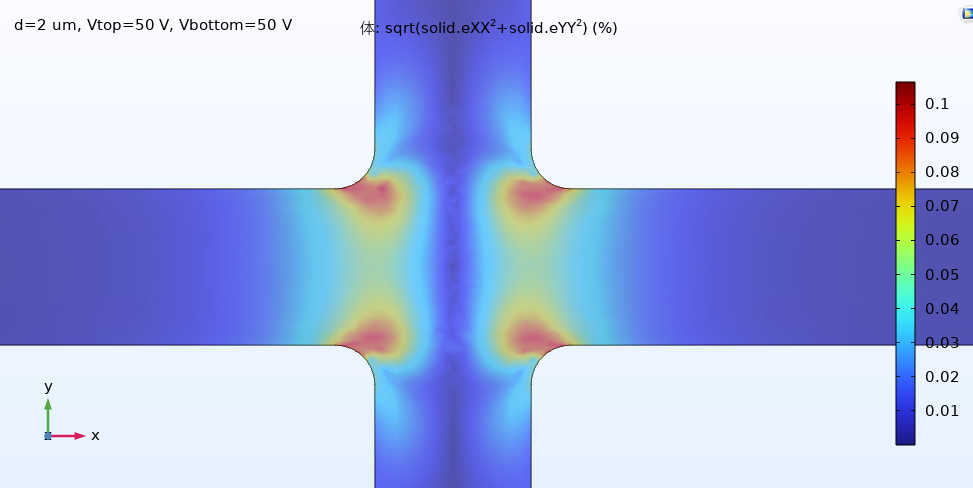 d=2 um, Vtop=50 V, Vbottom=50 V
体: sqrt(solid.eXX²+solid.eYY²) (%)
0.1
0.09
0.08
0.07
0.06
0.05
0.04
0.03
0.02
0.01
y
x